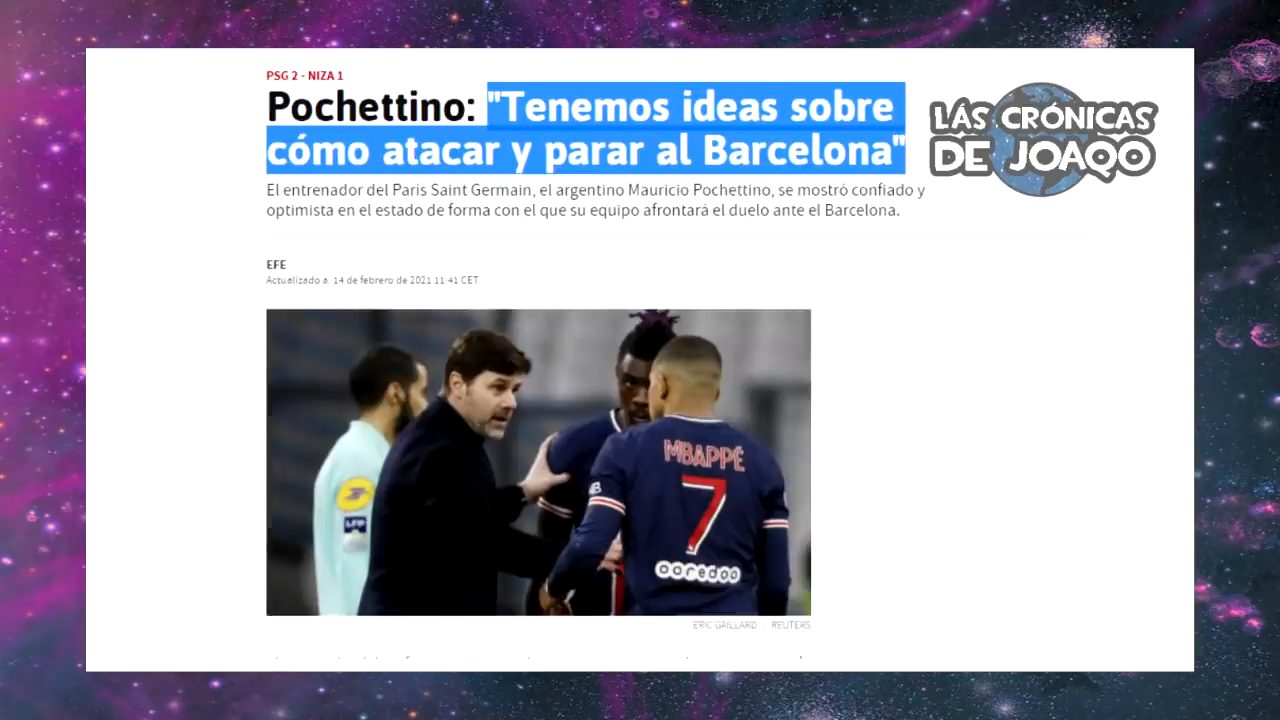 PSG 2 - NIZA 1
Pochettino: "Tenemos ideas sobre
cómo atacar y parar al Barcelona"
LÁS CRÓNICAS
DE JOAQO
El entrenador del Paris Saint Germain, el argentino Mauricio Pochettino, se mostró confiado y
optimista en el estado de forma con el que su equipo afrontará el duelo ante el Barcelona.
EFE
Actualizado a: 14 de febrero de 2021 11:41 CET
LFP
MBAPPÉ
7
ooredoo
ERIC GAILLARD REUTERS